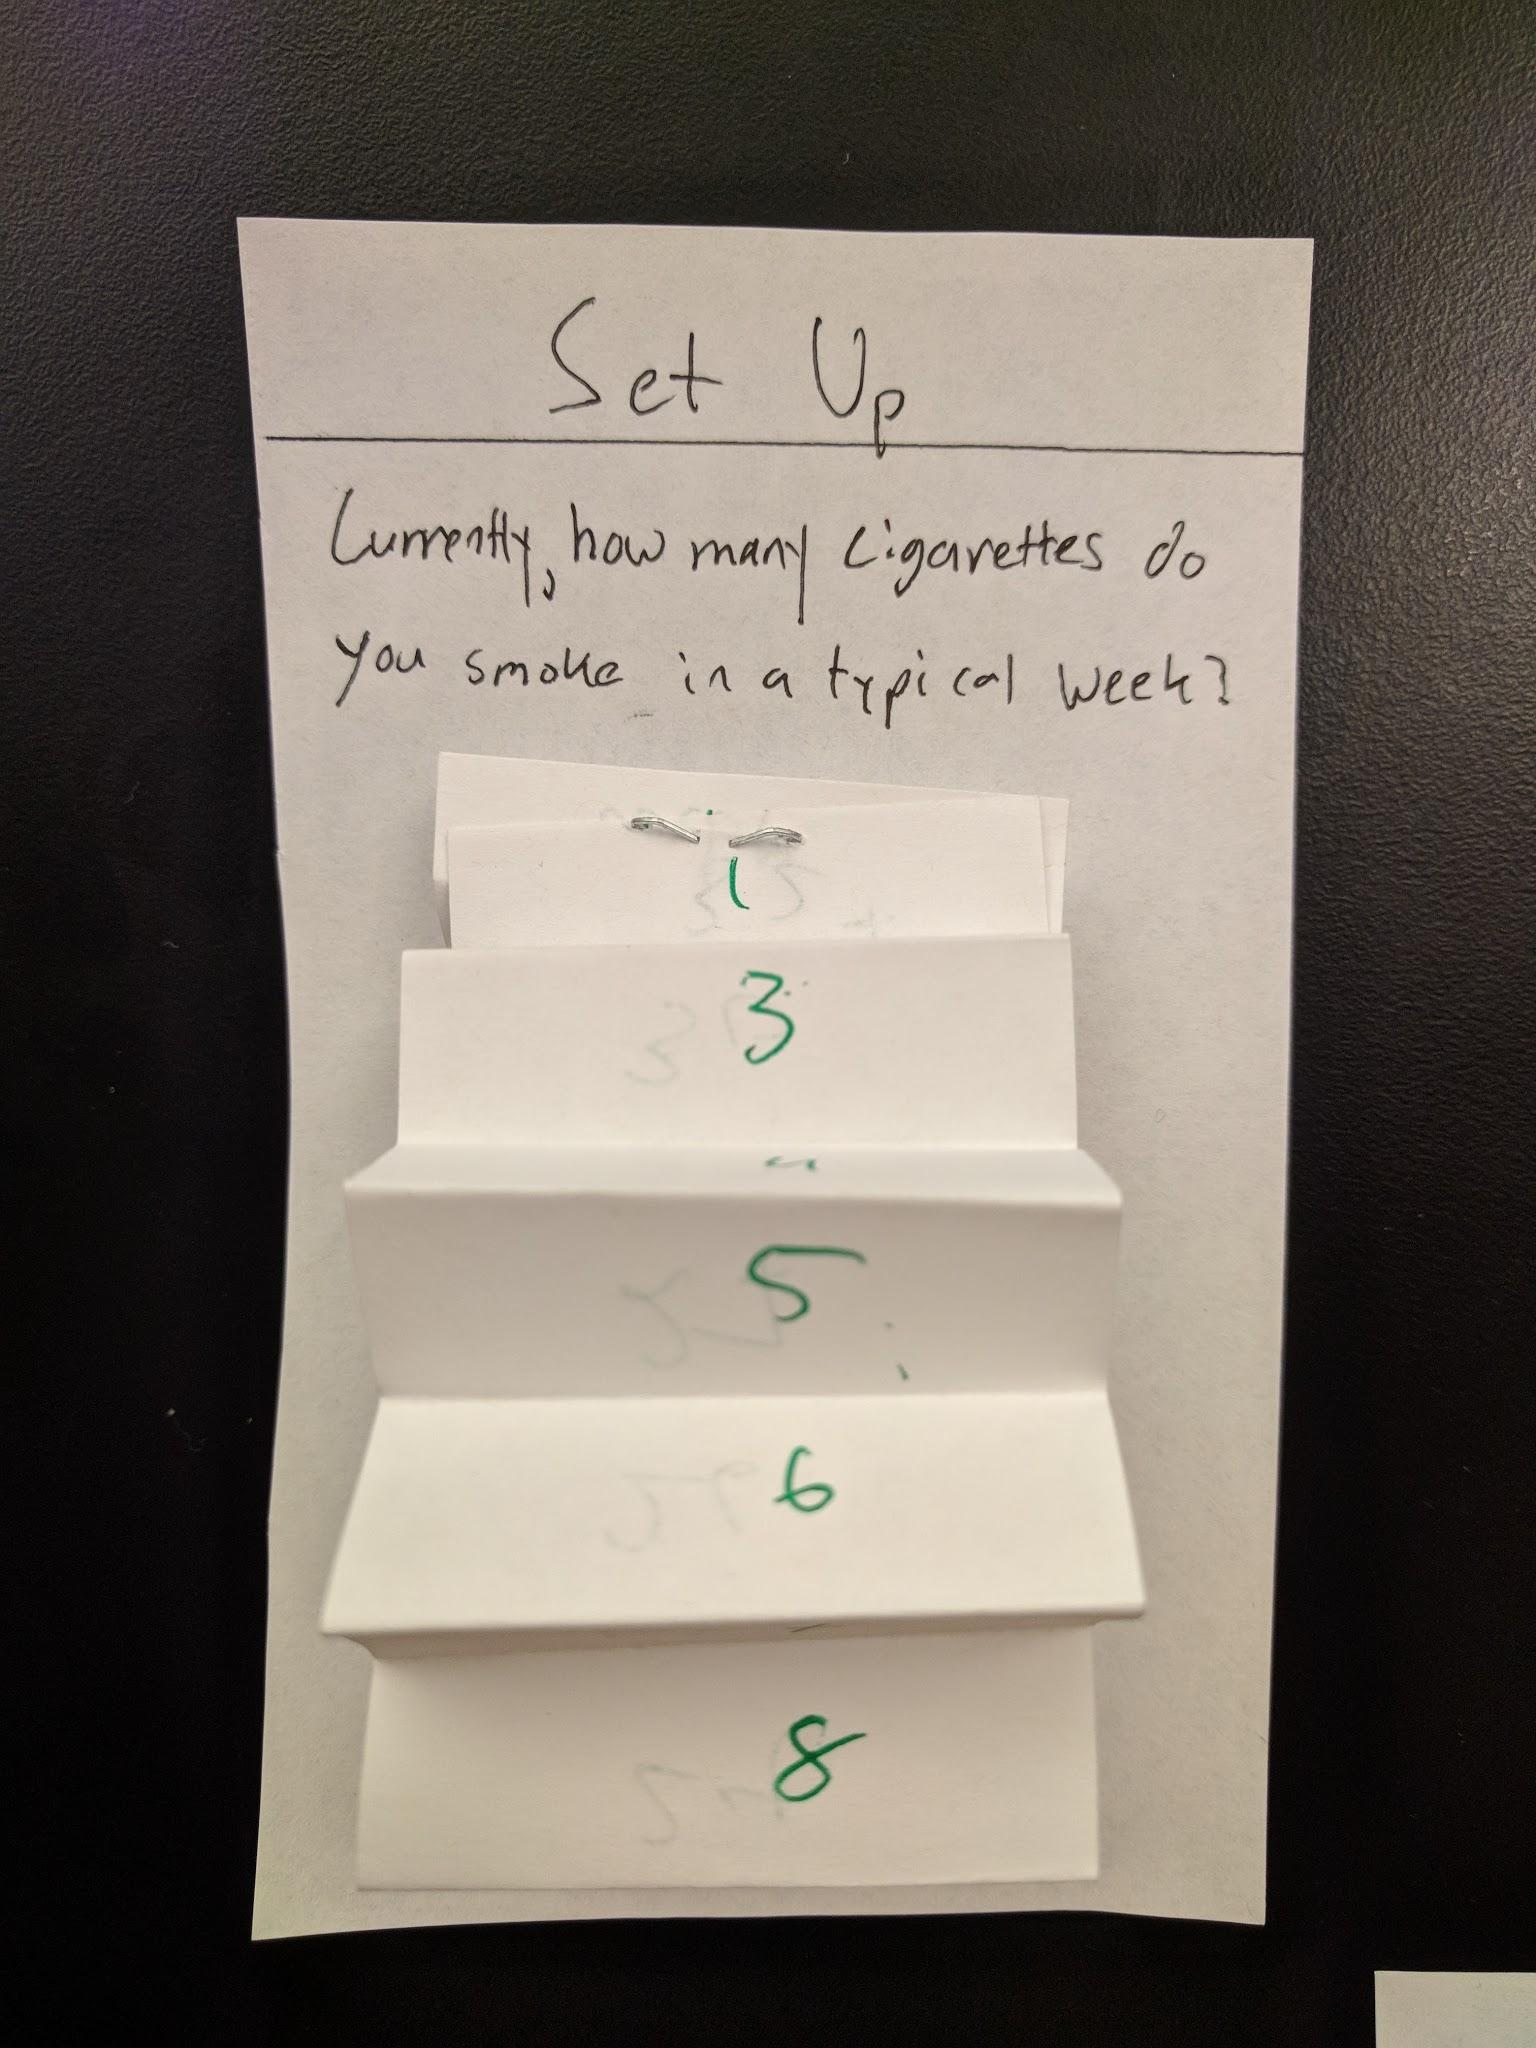 Set Up
Currently, how many cigarettes do
you smoke in a typical week?
1
3
5
6
8